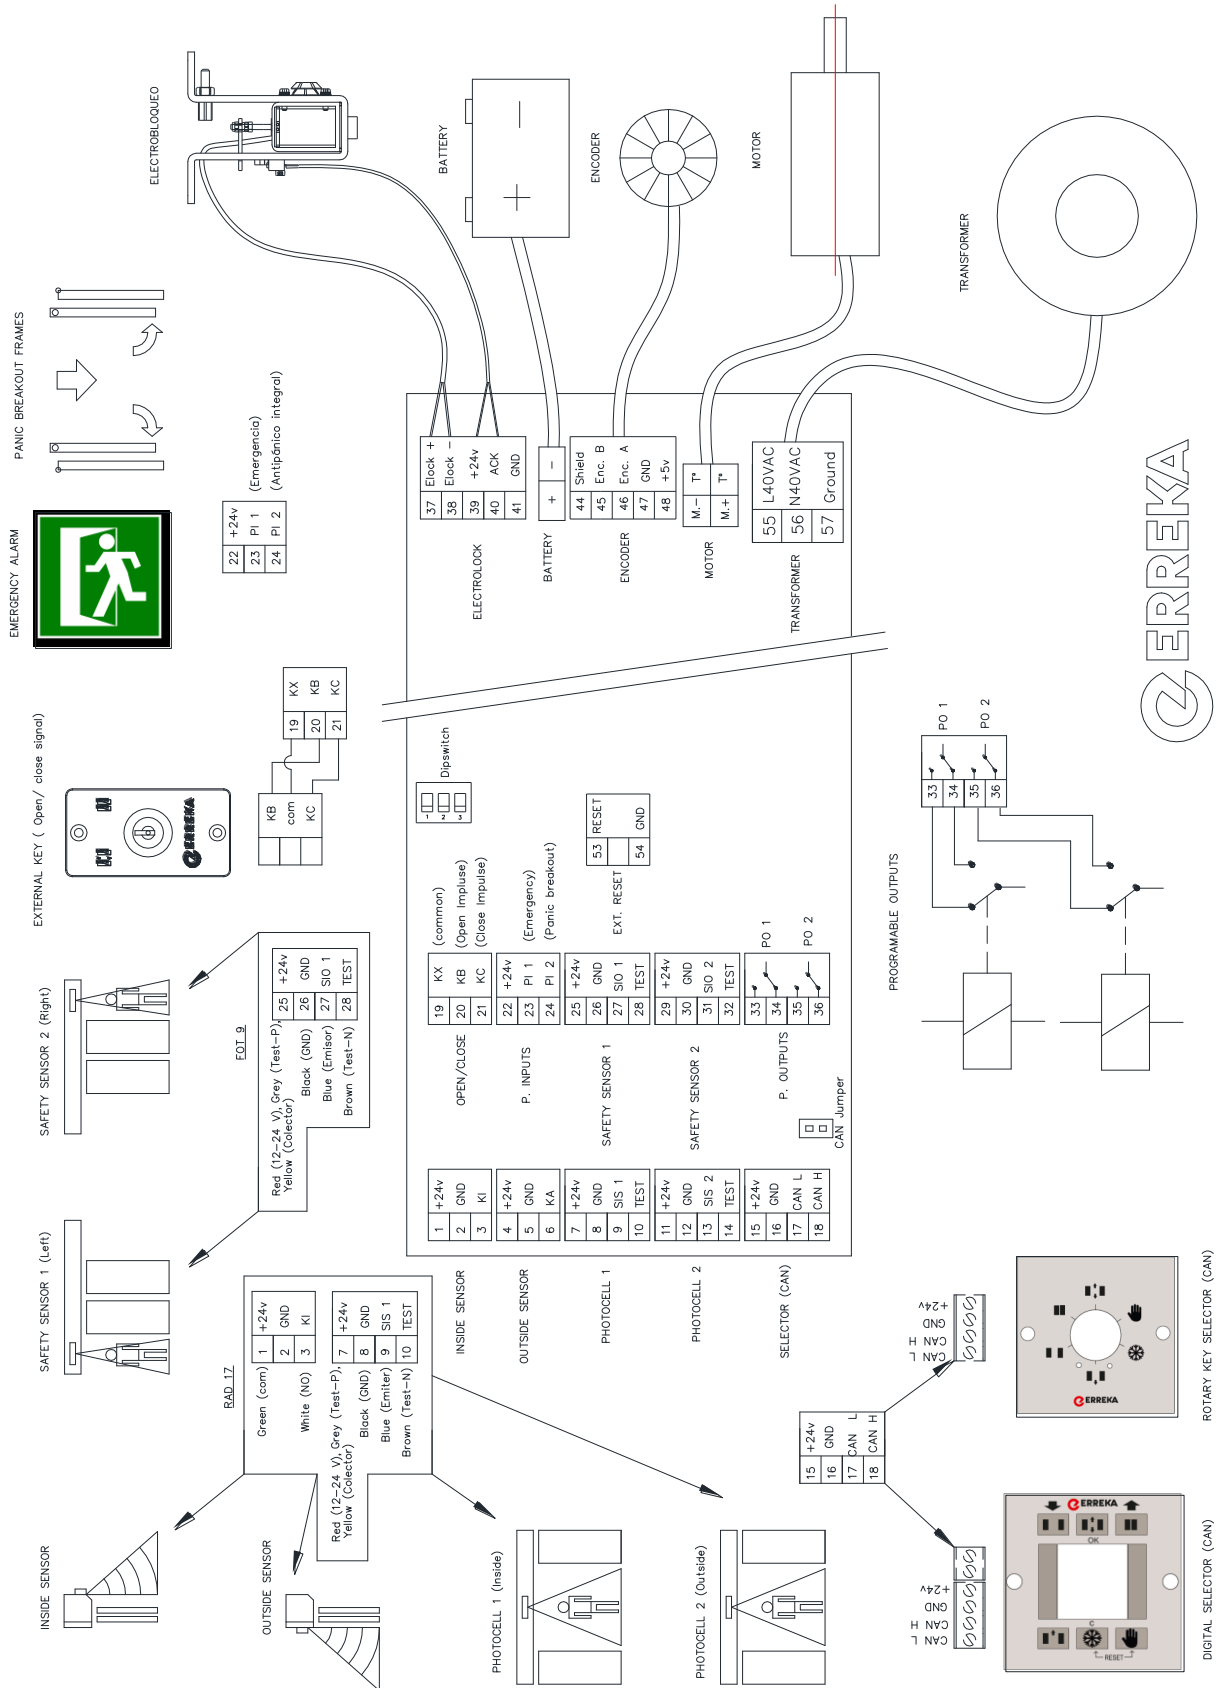 INSIDE SENSOR
OUTSIDE SENSOR
PHOTOCELL 1 (Inside)
PHOTOCELL 2 (Outside)
DIGITAL SELECTOR (CAN)
ERREKA
OK
C
RESET
CAN L
CAN H
GND
+24v
ROTARY KEY SELECTOR (CAN)
ERREKA
CAN L
CAN H
GND
+24v
15 +24v
16 GND
17 CAN L
18 CAN H
RAD 17
Green (com)
White (NO)
1 +24v
2 GND
3 KI
Red (12-24 V), Grey (Test-P),
Yellow (Colector)
Black (GND)
Blue (Emiter)
Brown (Test-N)
7 +24v
8 GND
9 SIS 1
10 TEST
SAFETY SENSOR 1 (Left)
SAFETY SENSOR 2 (Right)
FOT 9
Red (12-24 V), Grey (Test-P),
Yellow (Colector)
Black (GND)
Blue (Emisor)
Brown (Test-N)
25 +24v
26 GND
27 SIO 1
28 TEST
INSIDE SENSOR
1 +24v
2 GND
3 KI
OUTSIDE SENSOR
4 +24v
5 GND
6 KA
PHOTOCELL 1
7 +24v
8 GND
9 SIS 1
10 TEST
PHOTOCELL 2
11 +24v
12 GND
13 SIS 2
14 TEST
SELECTOR (CAN)
15 +24v
16 GND
17 CAN L
18 CAN H
CAN Jumper
OPEN/CLOSE
19 KX (common)
20 KB (Open Impluse)
21 KC (Close Impulse)
P. INPUTS
22 +24v
23 PI 1 (Emergency)
24 PI 2 (Panic breakout)
SAFETY SENSOR 1
25 +24v
26 GND
27 SIO 1
28 TEST
SAFETY SENSOR 2
29 +24v
30 GND
31 SIO 2
32 TEST
P. OUTPUTS
33
34
35
36
PO 1
PO 2
EXT. RESET
53 RESET
54 GND
Dipswitch
1
2
3
EXTERNAL KEY ( Open/ close signal)
ERREKA
KB
com
KC
19 KX
20 KB
21 KC
EMERGENCY ALARM
PANIC BREAKOUT FRAMES
22 +24v
23 PI 1 (Emergencia)
24 PI 2 (Antipánico integral)
ELECTROBLOQUEO
ELECTROLOCK
37 Elock +
38 Elock -
39 +24v
40 ACK
41 GND
BATTERY
+ -
BATTERY
+ -
ENCODER
44 Shield
45 Enc. B
46 Enc. A
47 GND
48 +5v
ENCODER
MOTOR
M.- Tº
M.+ Tº
MOTOR
TRANSFORMER
55 L40VAC
56 N40VAC
57 Ground
TRANSFORMER
PROGRAMABLE OUTPUTS
33
34
35
36
PO 1
PO 2
ERREKA